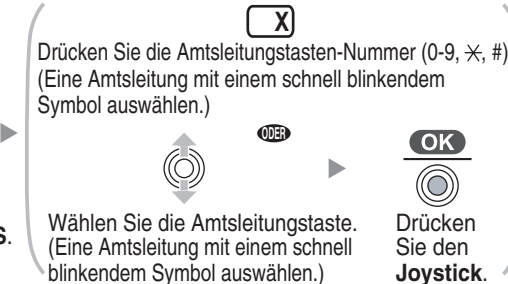 X
Drücken Sie die Amtsleitungstasten-Nummer (0-9, ✳, #)
(Eine Amtsleitung mit einem schnell blinkendem
Symbol auswählen.)
ODER
OK
S.
Wählen Sie die Amtsleitungstaste.
(Eine Amtsleitung mit einem schnell
blinkendem Symbol auswählen.)
Drücken
Sie den
Joystick.